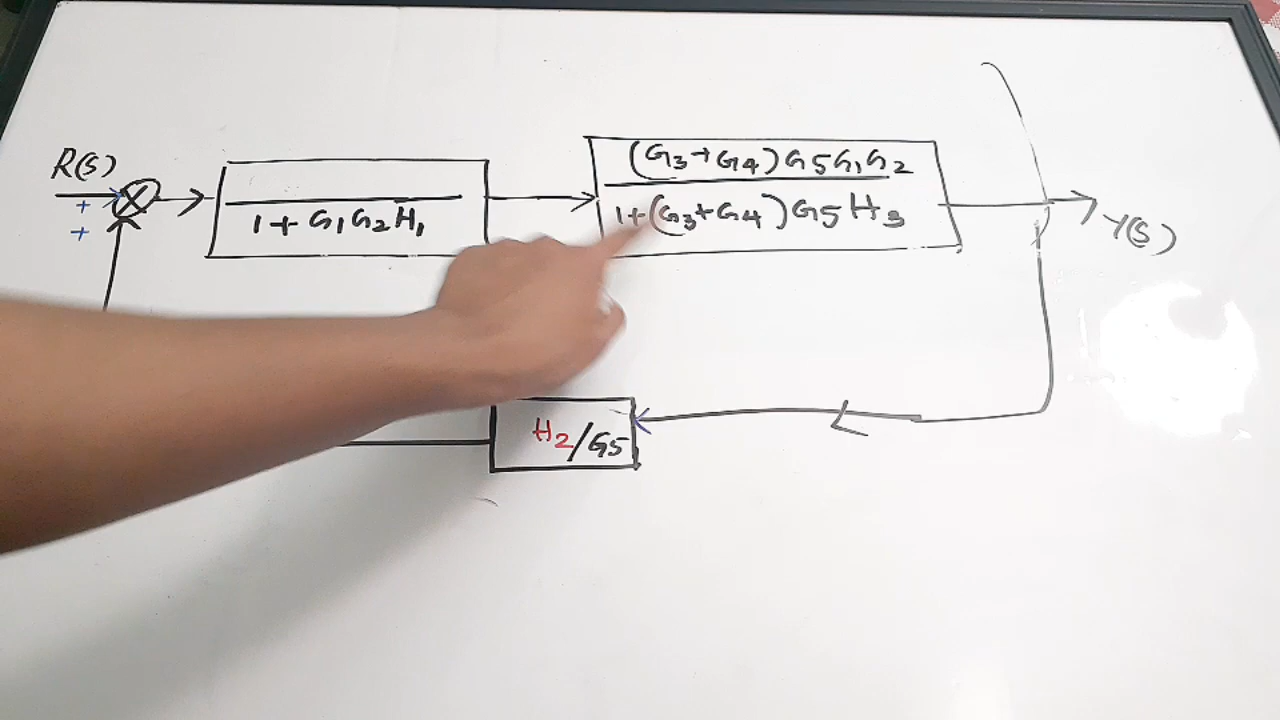 R(s)
+
+
1 + G1G2H1
(G3+G4)G5G1G2
1+(G3+G4)G5H3
Y(s)
H2/G5